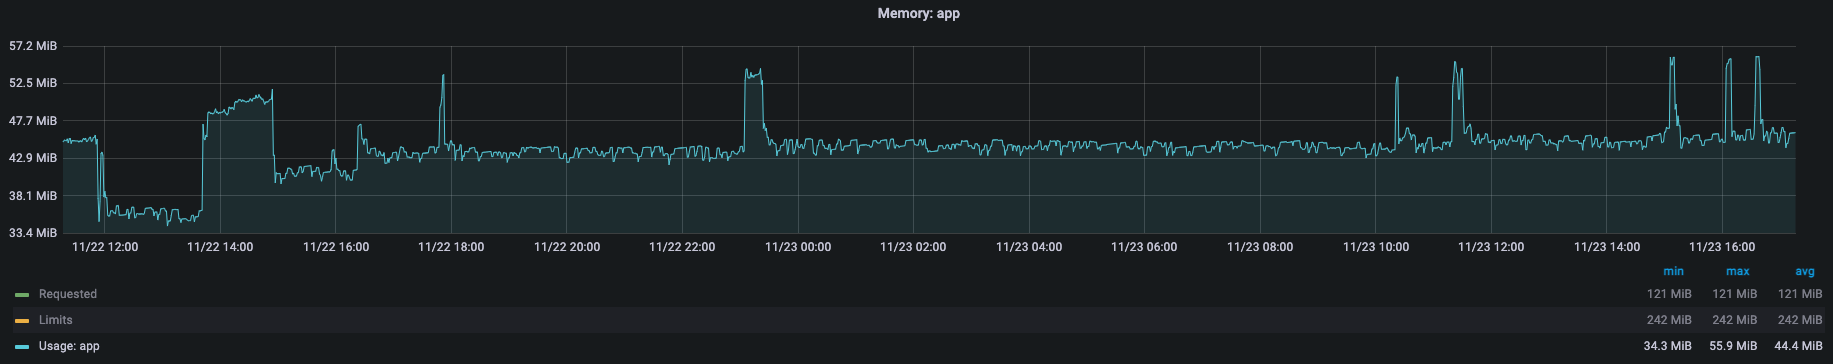 Memory: app
57.2 MiB
52.5 MiB
47.7 MiB
42.9 MiB
38.1 MiB
33.4 MiB
11/22 12:00 11/22 14:00 11/22 16:00 11/22 18:00 11/22 20:00 11/22 22:00 11/23 00:00 11/23 02:00 11/23 04:00 11/23 06:00 11/23 08:00 11/23 10:00 11/23 12:00 11/23 14:00 11/23 16:00
min max avg
Requested 121 MiB 121 MiB 121 MiB
Limits 242 MiB 242 MiB 242 MiB
Usage: app 34.3 MiB 55.9 MiB 44.4 MiB